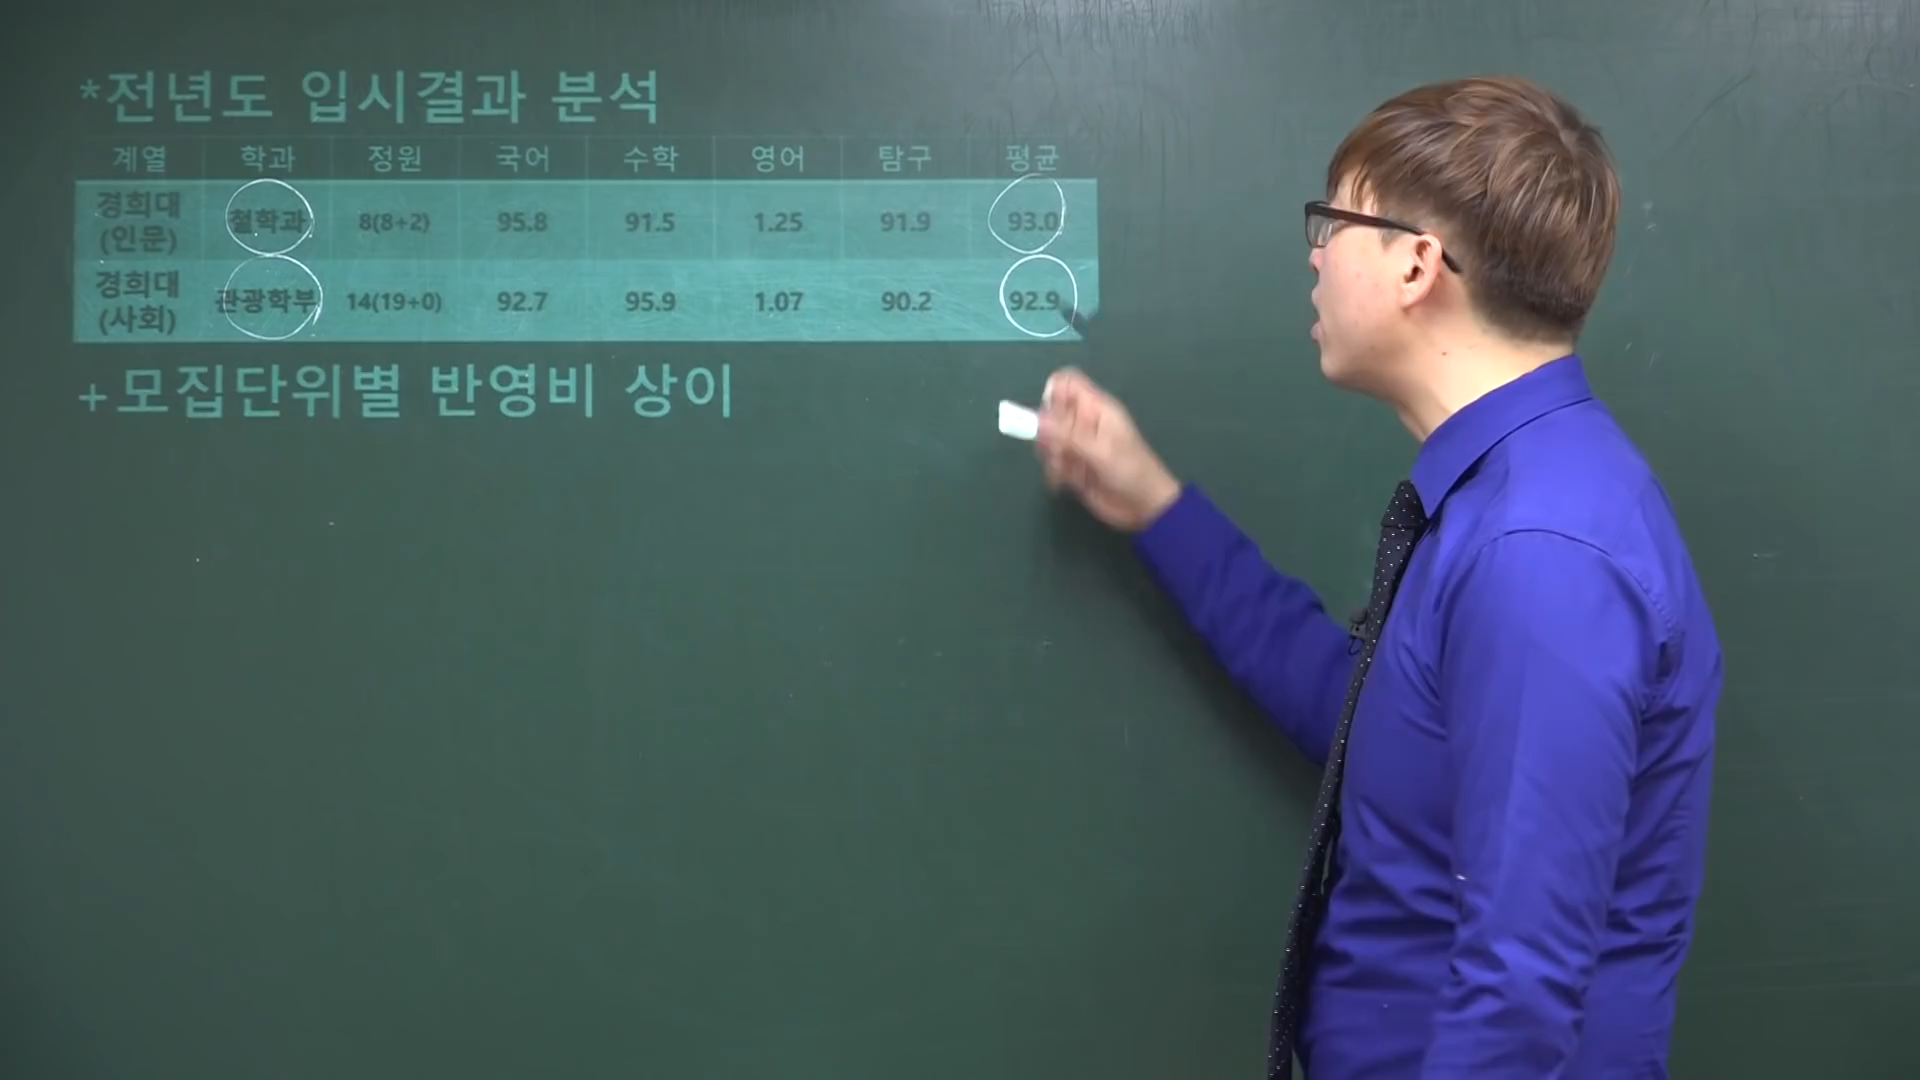 *전년도 입시결과 분석
계열 학과 정원 국어 수학 영어 탐구 평균
경희대 (인문) 철학과 8(8+2) 95.8 91.5 1.25 91.9 93.0
경희대 (사회) 관광학부 14(19+0) 92.7 95.9 1.07 90.2 92.9
+모집단위별 반영비 상이